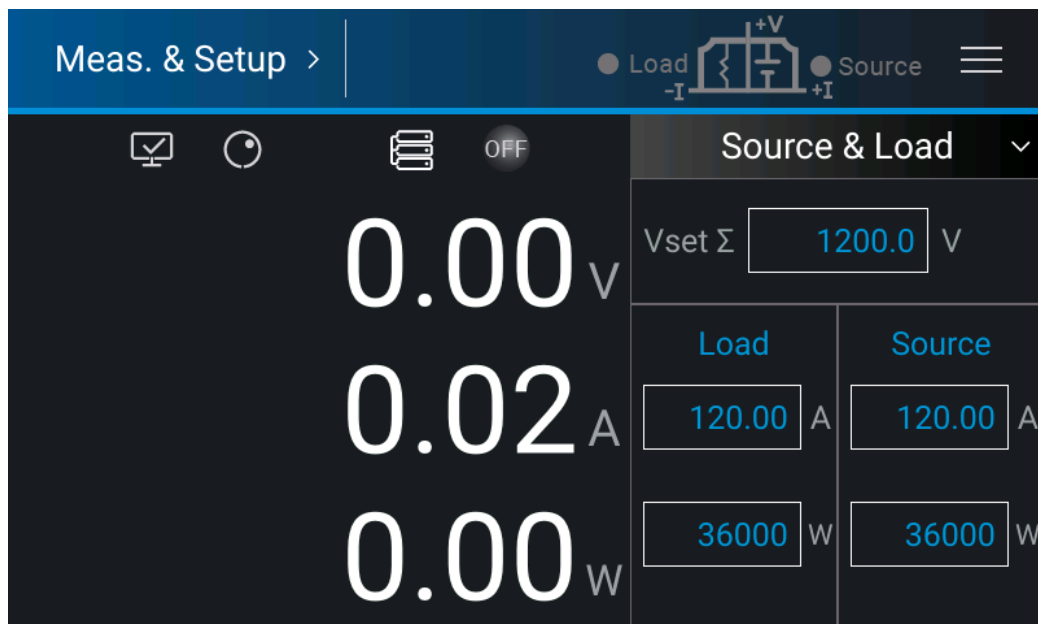 Meas. & Setup >
+V
Load
Source
-I
+I
OFF
Source & Load
0.00 V
Vset Σ 1200.0 V
Load Source
0.02 A
120.00 A 120.00 A
0.00 W
36000 W 36000 W